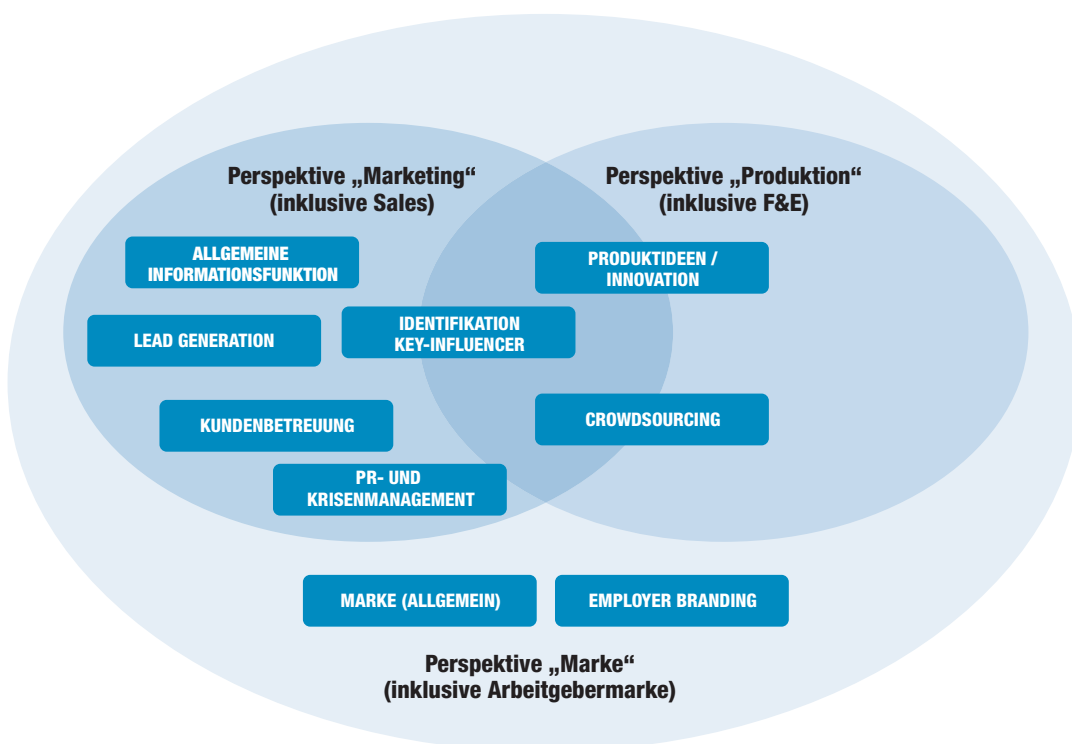 Perspektive „Marketing“
(inklusive Sales)
Perspektive „Produktion“
(inklusive F&E)
ALLGEMEINE
INFORMATIONSFUNKTION
PRODUKTIDEEN /
INNOVATION
LEAD GENERATION
IDENTIFIKATION
KEY-INFLUENCER
KUNDENBETREUUNG
CROWDSOURCING
PR- UND
KRISENMANAGEMENT
MARKE (ALLGEMEIN)
EMPLOYER BRANDING
Perspektive „Marke“
(inklusive Arbeitgebermarke)